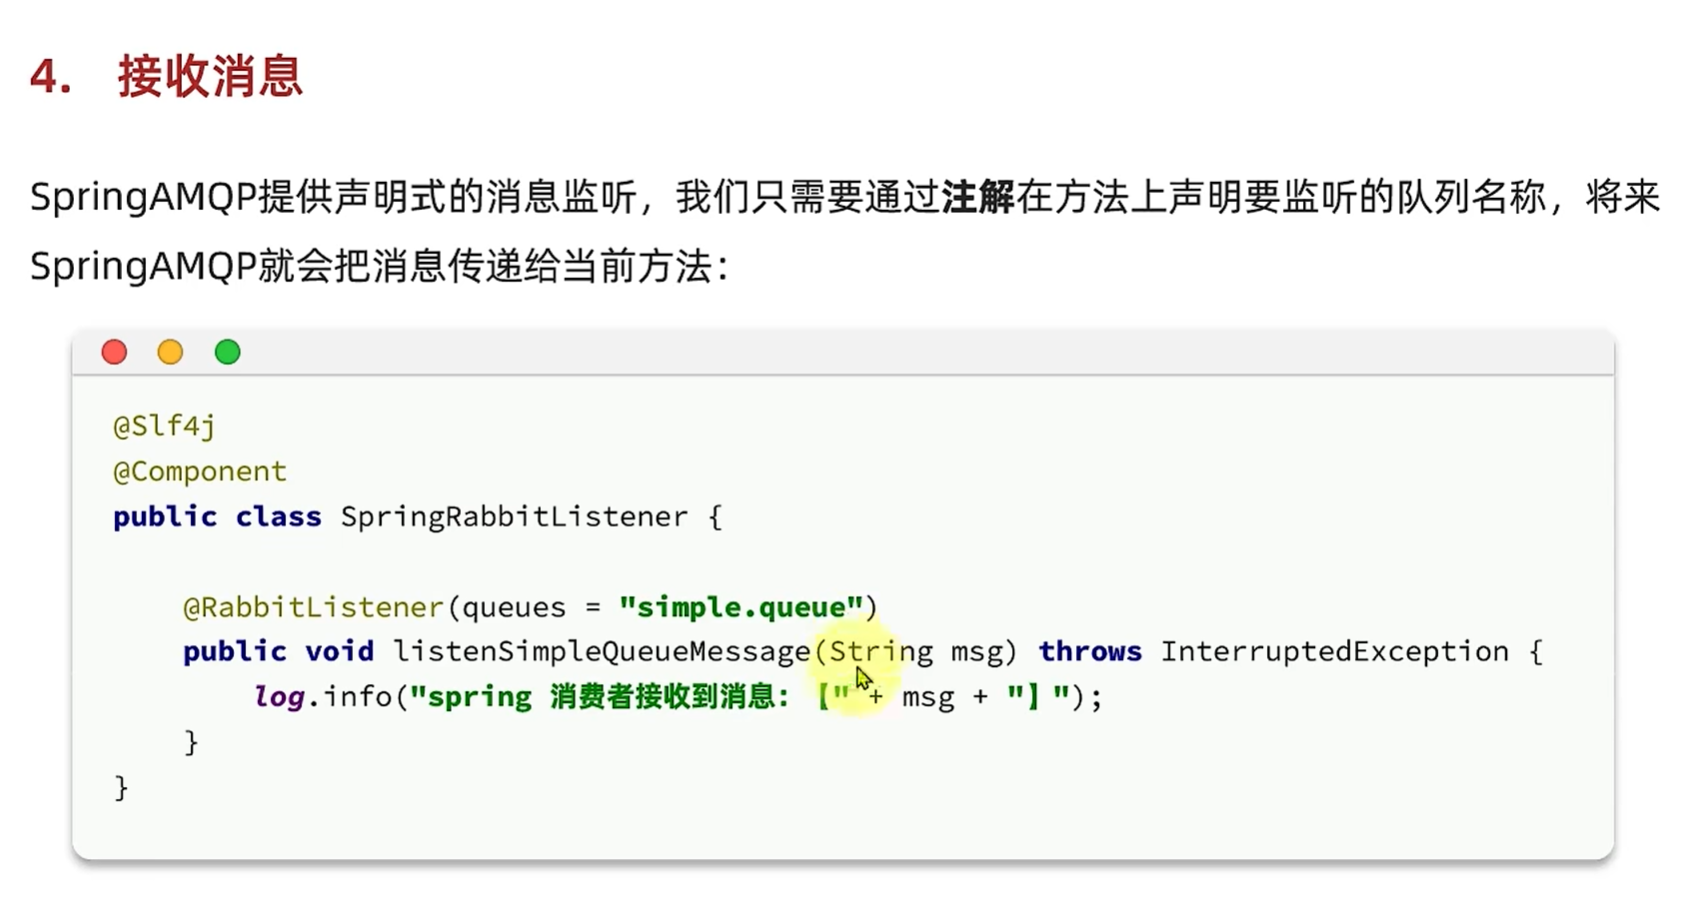 4. 接收消息
SpringAMQP提供声明式的消息监听，我们只需要通过注解在方法上声明要监听的队列名称，将来
SpringAMQP就会把消息传递给当前方法：
@Slf4j
@Component
public class SpringRabbitListener {
@RabbitListener(queues = "simple.queue")
public void listenSimpleQueueMessage(String msg) throws InterruptedException {
log.info("spring 消费者接收到消息：【" + msg + "】");
}
}